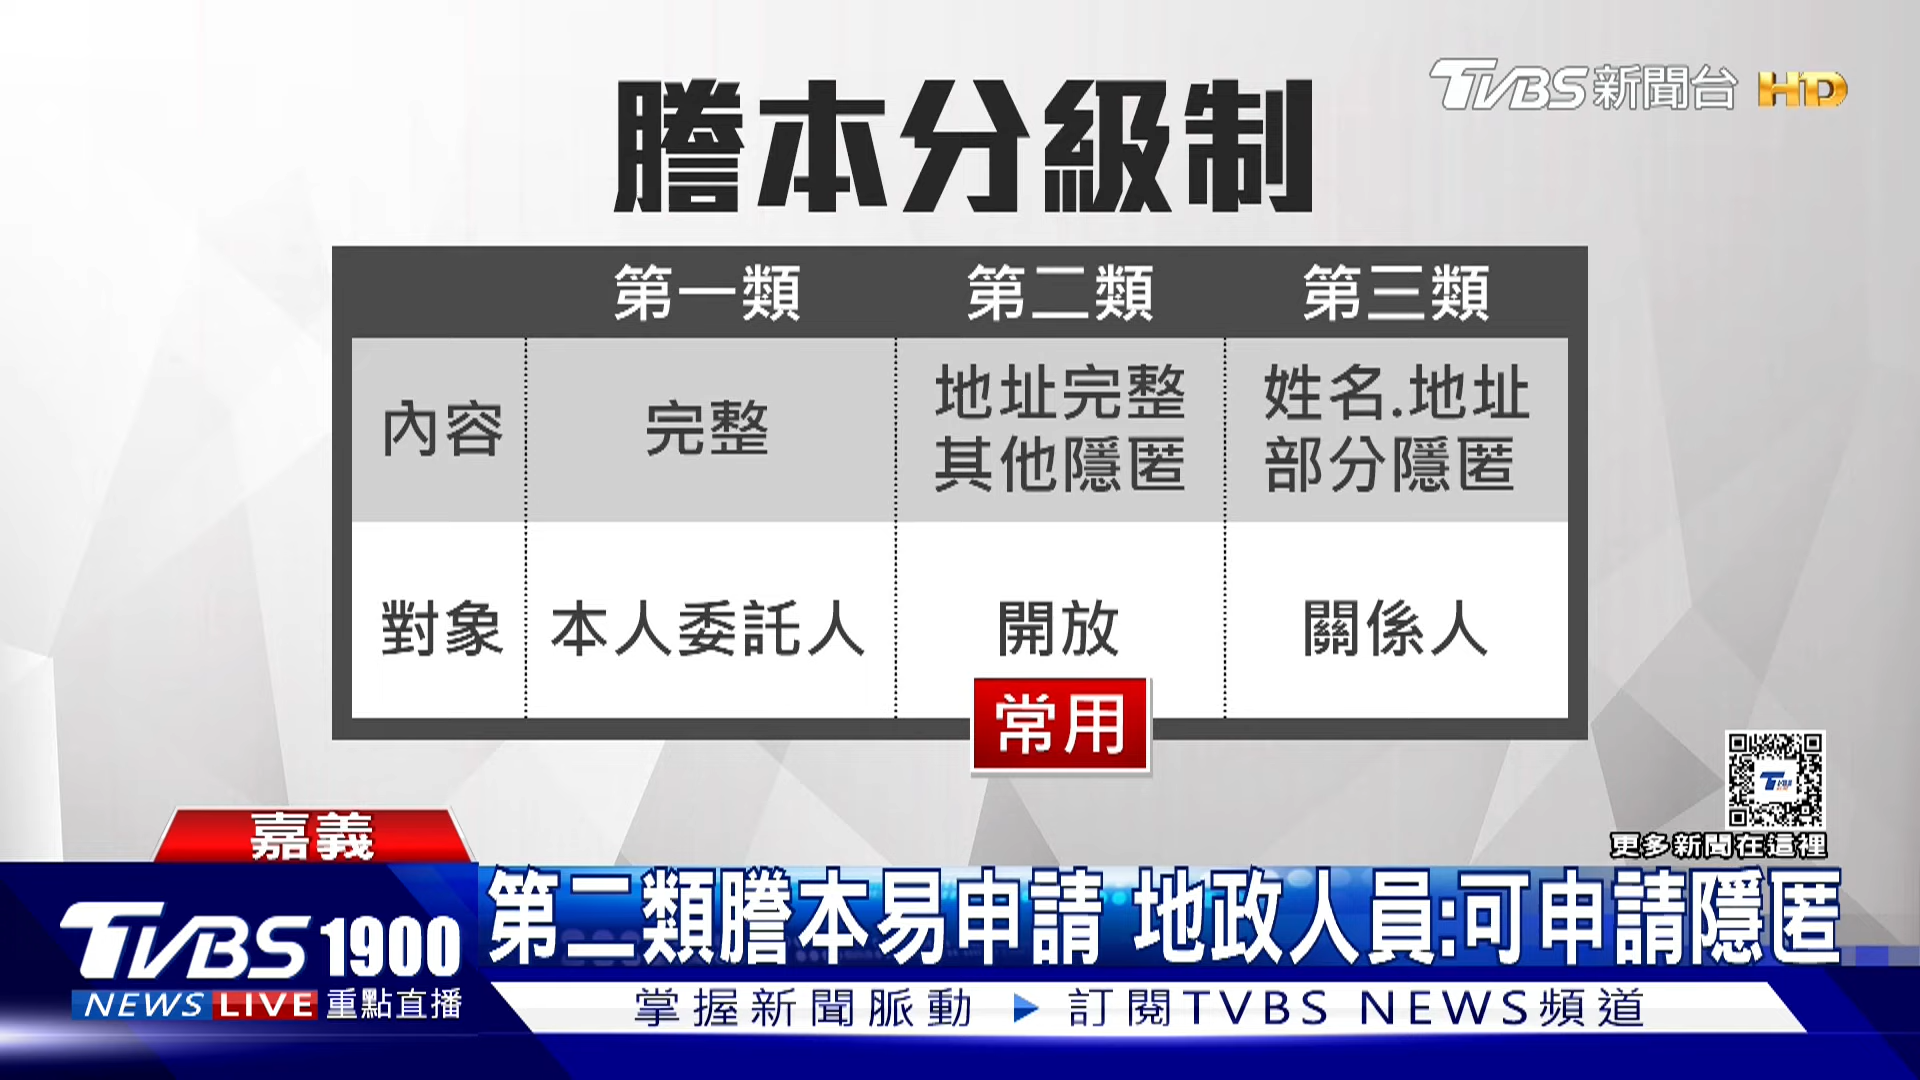 謄本分級制
TVBS新聞台 HD
第一類 第二類 第三類
內容 完整 地址完整 其他隱匿 姓名.地址 部分隱匿
對象 本人委託人 開放 關係人
常用
更多新聞在這裡
嘉義
第二類謄本易申請 地政人員:可申請隱匿
TVBS 1900
NEWS LIVE 重點直播
掌握新聞脈動 ▶ 訂閱TVBS NEWS頻道